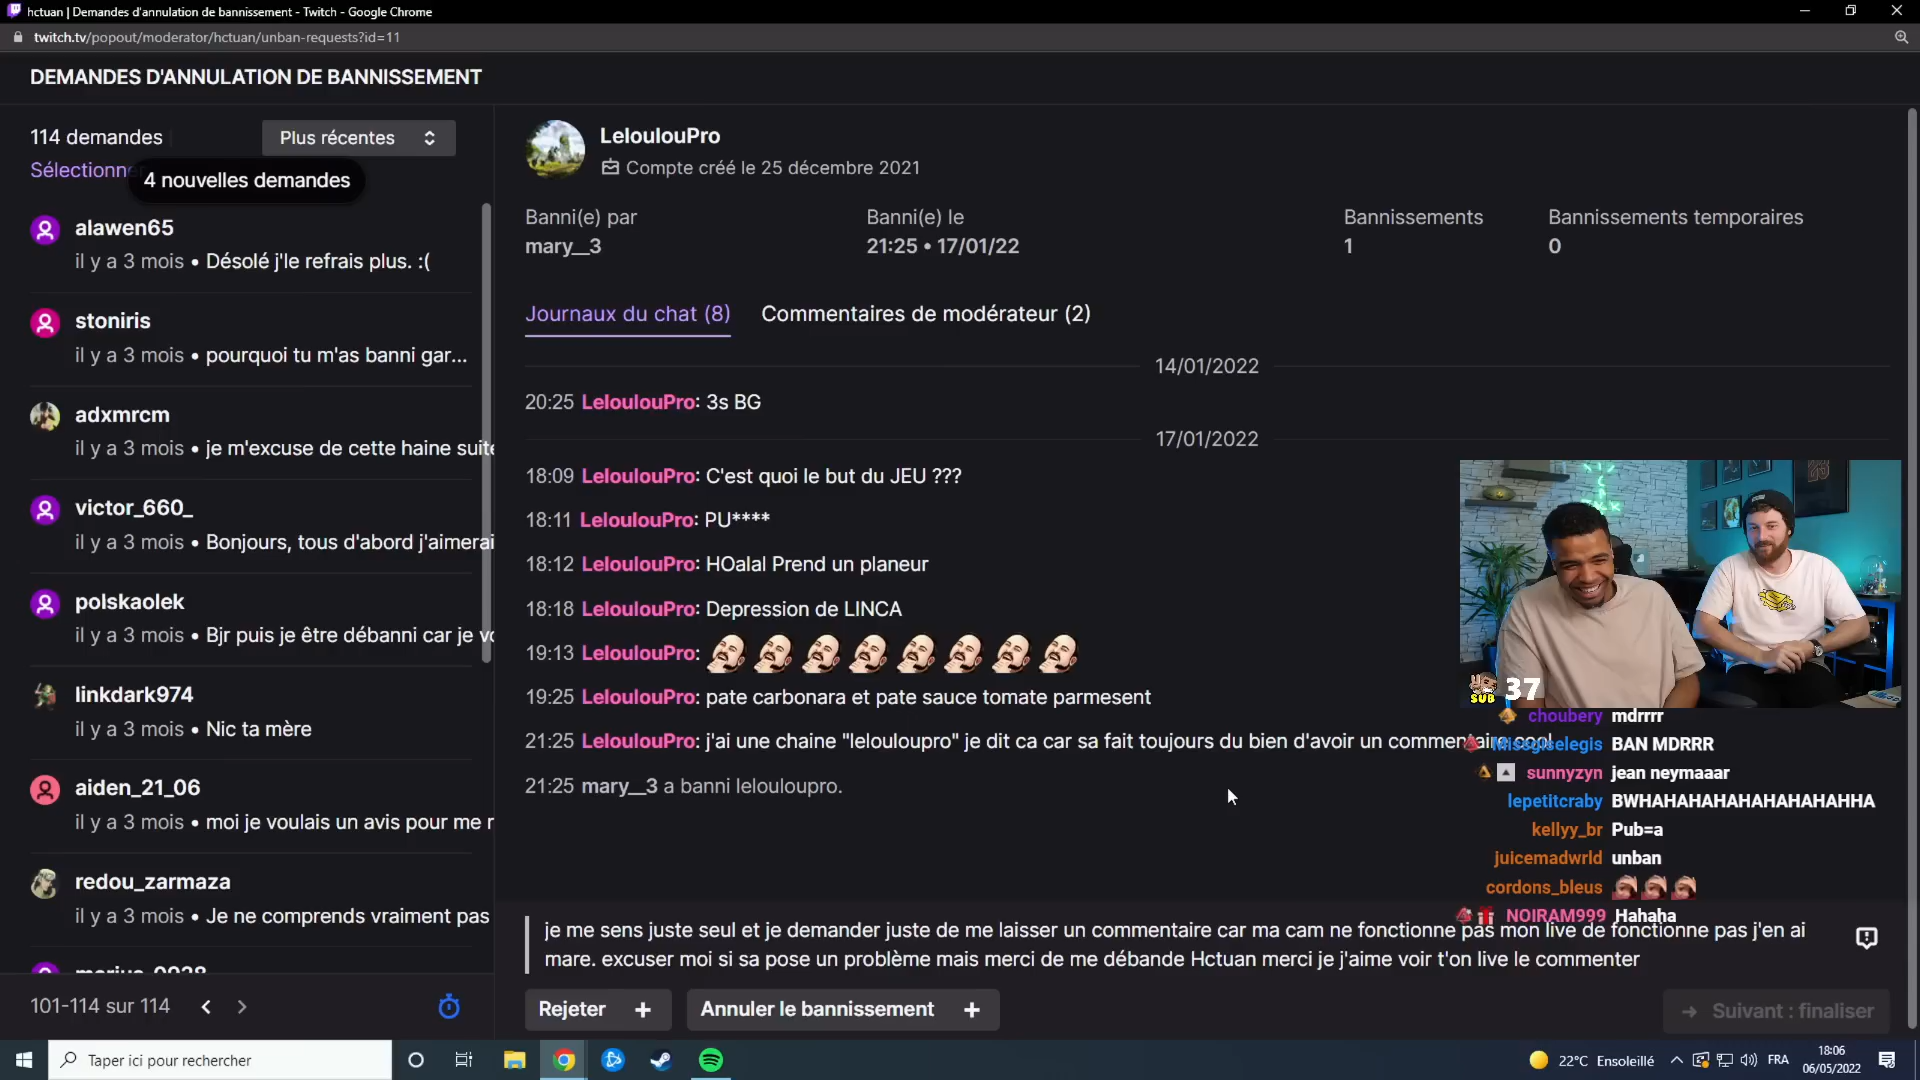 hctuan | Demandes d'annulation de bannissement - Twitch - Google Chrome
twitch.tv/popout/moderator/hctuan/unban-requests?id=11
DEMANDES D'ANNULATION DE BANNISSEMENT
114 demandes
Plus récentes
Sélectionne
4 nouvelles demandes
alawen65
il y a 3 mois • Désolé j'le refrais plus. :(
stoniris
il y a 3 mois • pourquoi tu m'as banni gar...
adxmrcm
il y a 3 mois • je m'excuse de cette haine suite
victor_660_
il y a 3 mois • Bonjours, tous d'abord j'aimerai
polskaolek
il y a 3 mois • Bjr puis je être débanni car je vo
linkdark974
il y a 3 mois • Nic ta mère
aiden_21_06
il y a 3 mois • moi je voulais un avis pour me r
redou_zarmaza
il y a 3 mois • Je ne comprends vraiment pas
101-114 sur 114
LeloulouPro
Compte créé le 25 décembre 2021
Banni(e) par
mary__3
Banni(e) le
21:25 • 17/01/22
Bannissements
1
Bannissements temporaires
0
Journaux du chat (8)
Commentaires de modérateur (2)
14/01/2022
20:25 LeloulouPro: 3s BG
17/01/2022
18:09 LeloulouPro: C'est quoi le but du JEU ???
18:11 LeloulouPro: PU****
18:12 LeloulouPro: HOalal Prend un planeur
18:18 LeloulouPro: Depression de LINCA
19:13 LeloulouPro:
19:25 LeloulouPro: pate carbonara et pate sauce tomate parmesent
21:25 LeloulouPro: j'ai une chaine "lelouloupro" je dit ca car sa fait toujours du bien d'avoir un commentaire cool
21:25 mary__3 a banni lelouloupro.
SUB 37
choubery mdrrrr
BAN MDRRR
sunnyzyn jean neymaaar
lepetitcraby BWHAHAHAHAHAHAHAHHA
kellyy_br Pub=a
juicemadwrld unban
cordons_bleus
NOIRAM999 Hahaha
je me sens juste seul et je demander juste de me laisser un commentaire car ma cam ne fonctionne pas mon live de fonctionne pas j'en ai
mare. excuser moi si sa pose un problème mais merci de me débande Hctuan merci je j'aime voir t'on live le commenter
Rejeter +
Annuler le bannissement +
Suivant : finaliser
Taper ici pour rechercher
22°C Ensoleillé
FRA
18:06
06/05/2022